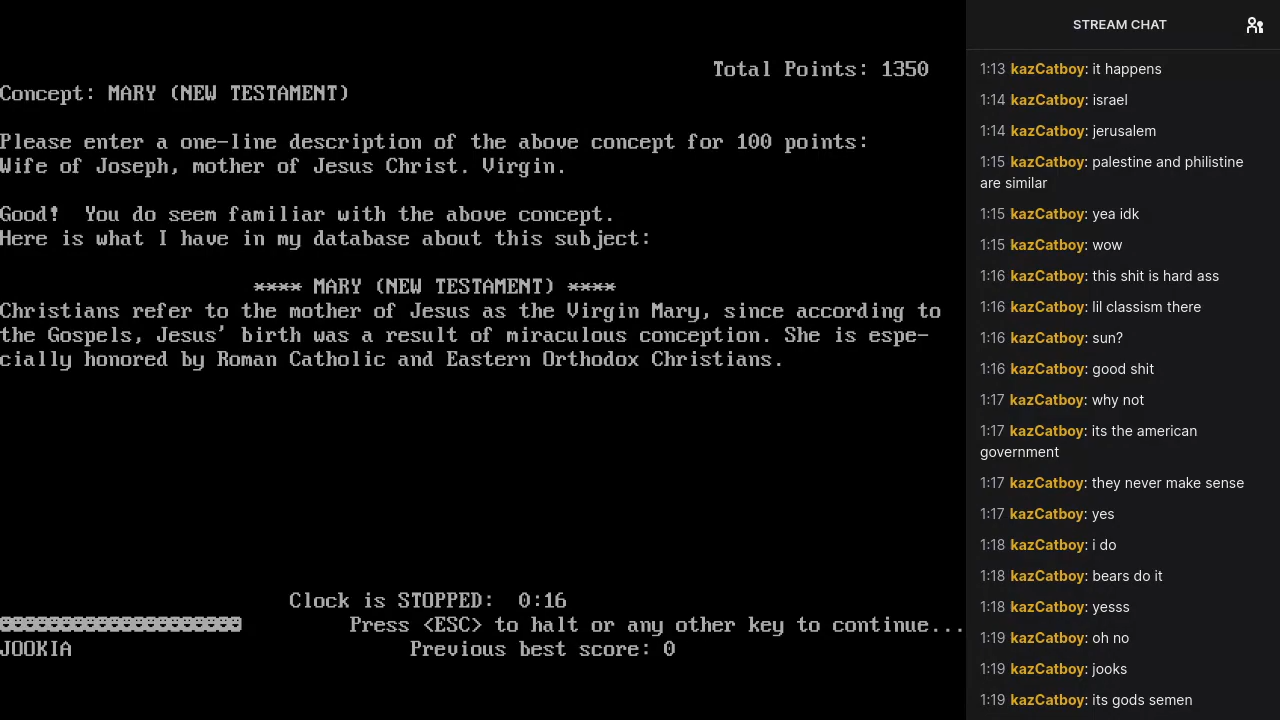 Total Points: 1350
Concept: MARY (NEW TESTAMENT)
Please enter a one-line description of the above concept for 100 points:
Wife of Joseph, mother of Jesus Christ. Virgin.
Good!  You do seem familiar with the above concept.
Here is what I have in my database about this subject:
**** MARY (NEW TESTAMENT) ****
Christians refer to the mother of Jesus as the Virgin Mary, since according to
the Gospels, Jesus' birth was a result of miraculous conception. She is espe-
cially honored by Roman Catholic and Eastern Orthodox Christians.
Clock is STOPPED:  0:16
Press <ESC> to halt or any other key to continue...
JOOKIA
Previous best score: 0
STREAM CHAT
1:13 kazCatboy: it happens
1:14 kazCatboy: israel
1:14 kazCatboy: jerusalem
1:15 kazCatboy: palestine and philistine
are similar
1:15 kazCatboy: yea idk
1:15 kazCatboy: wow
1:16 kazCatboy: this shit is hard ass
1:16 kazCatboy: lil classism there
1:16 kazCatboy: sun?
1:16 kazCatboy: good shit
1:17 kazCatboy: why not
1:17 kazCatboy: its the american
government
1:17 kazCatboy: they never make sense
1:17 kazCatboy: yes
1:18 kazCatboy: i do
1:18 kazCatboy: bears do it
1:18 kazCatboy: yesss
1:19 kazCatboy: oh no
1:19 kazCatboy: jooks
1:19 kazCatboy: its gods semen